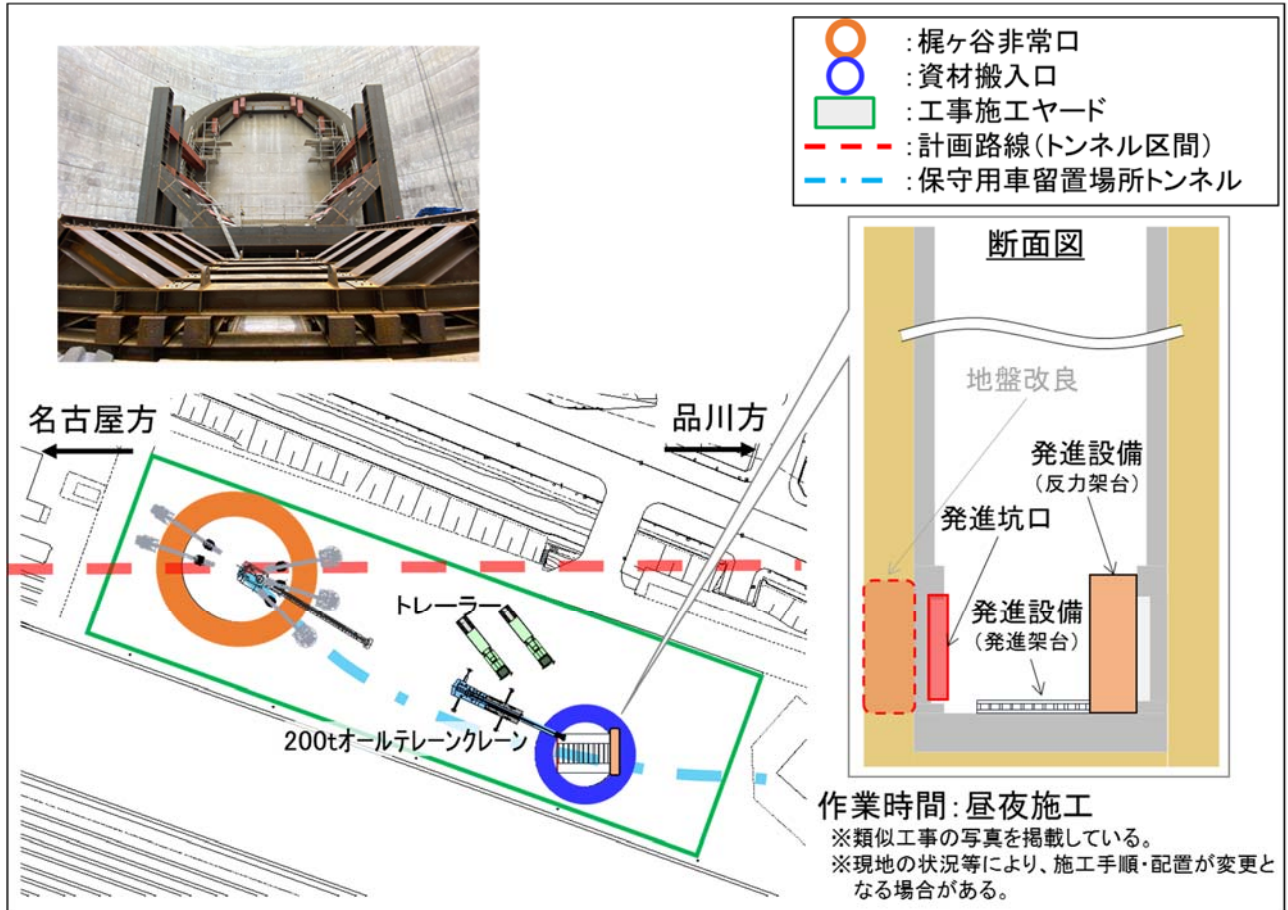 ：梶ヶ谷非常口
：資材搬入口
：工事施工ヤード
：計画路線（トンネル区間）
：保守用車留置場所トンネル
断面図
地盤改良
発進設備
（反力架台）
発進坑口
発進設備
（発進架台）
名古屋方
品川方
トレーラー
200tオールテレーンクレーン
作業時間：昼夜施工
※類似工事の写真を掲載している。
※現地の状況等により、施工手順・配置が変更と
なる場合がある。